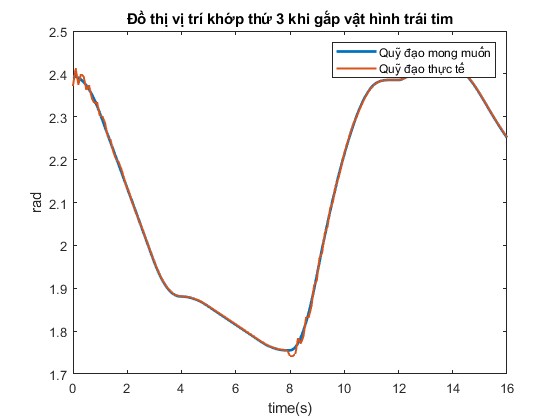 Đồ thị vị trí khớp thứ 3 khi gắp vật hình trái tim
2.5
2.4
2.3
2.2
2.1
2
1.9
1.8
1.7
rad
Quỹ đạo mong muốn
Quỹ đạo thực tế
0 2 4 6 8 10 12 14 16
time(s)